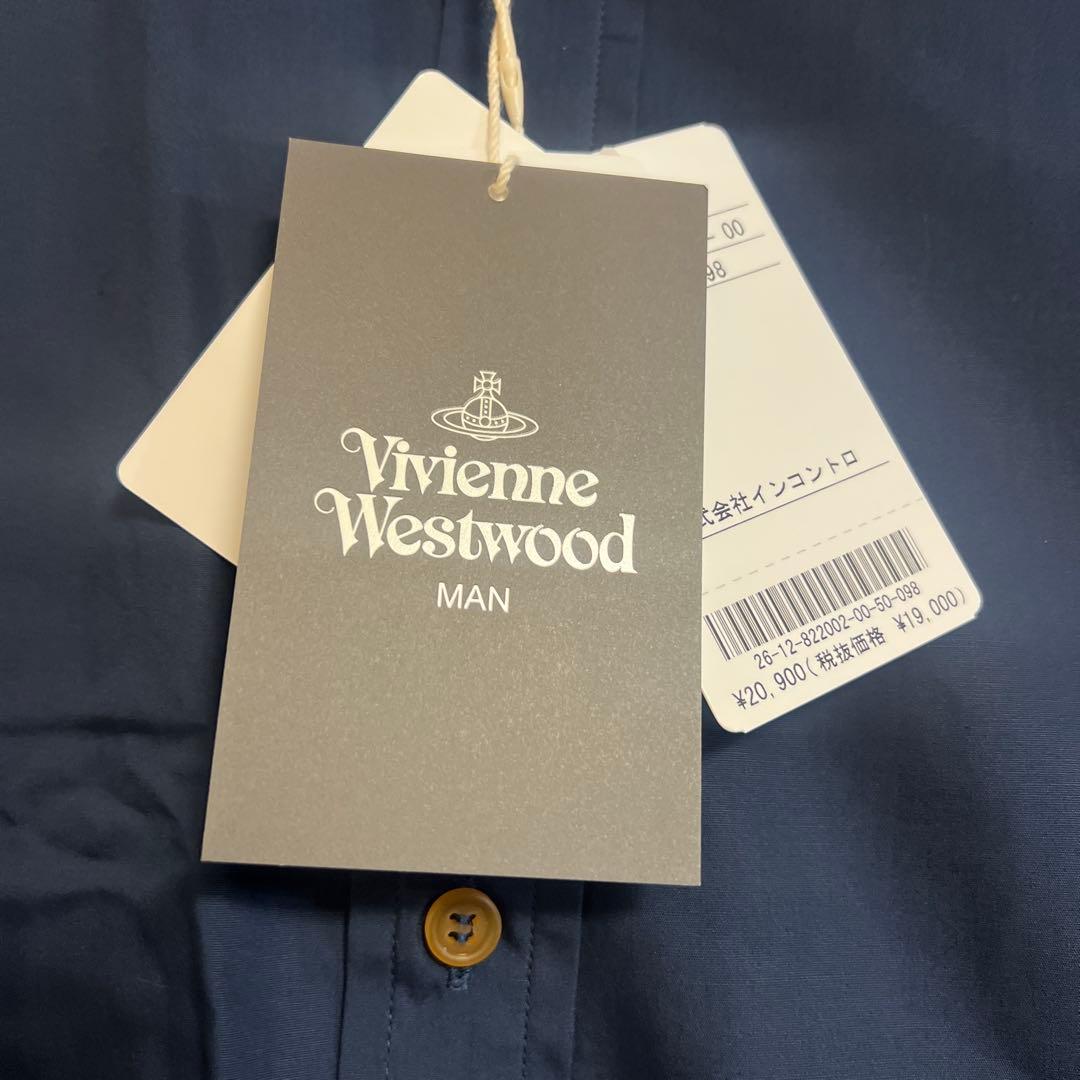 Vivienne
Westwood
MAN
- 00
98
式会社インコントロ
26-12-822002-00-50-098
¥20,900(税抜価格 ¥19,000)